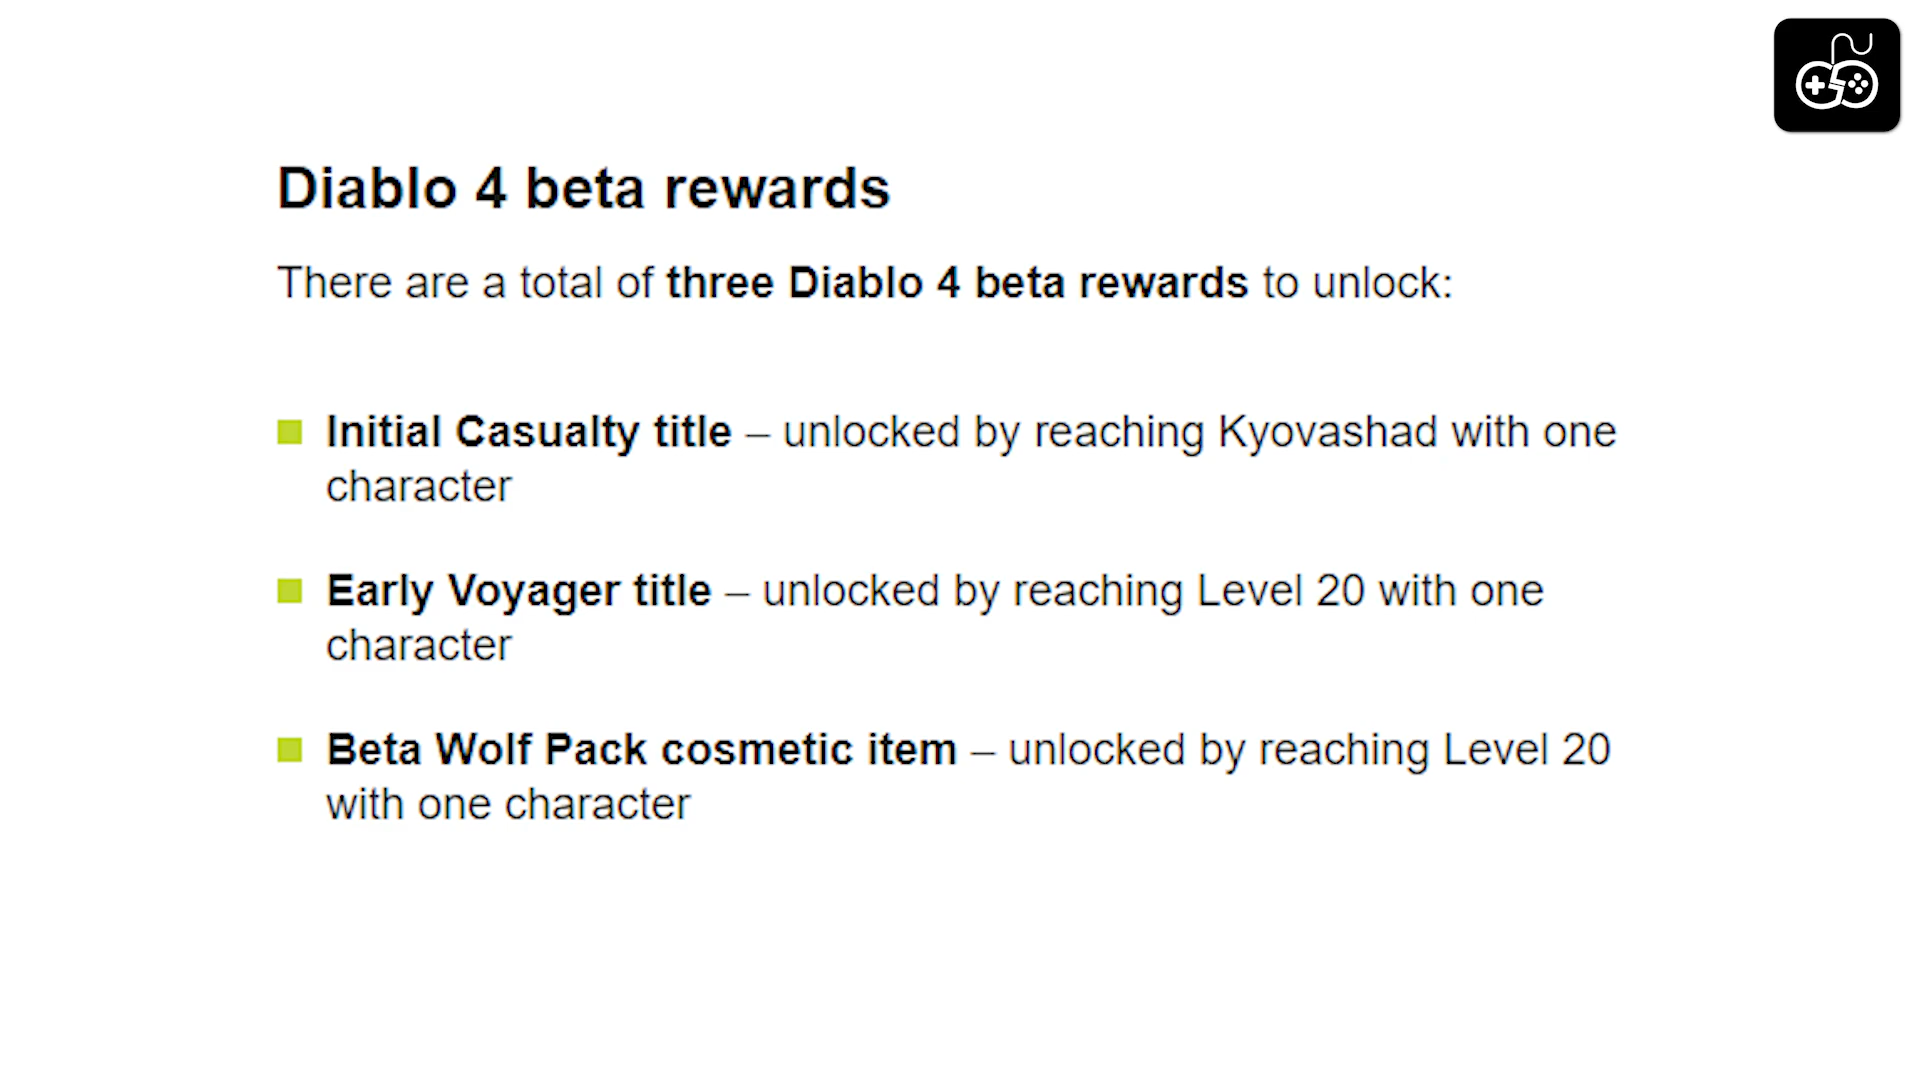 Diablo 4 beta rewards
There are a total of three Diablo 4 beta rewards to unlock:
Initial Casualty title – unlocked by reaching Kyovashad with one
character
Early Voyager title – unlocked by reaching Level 20 with one
character
Beta Wolf Pack cosmetic item – unlocked by reaching Level 20
with one character